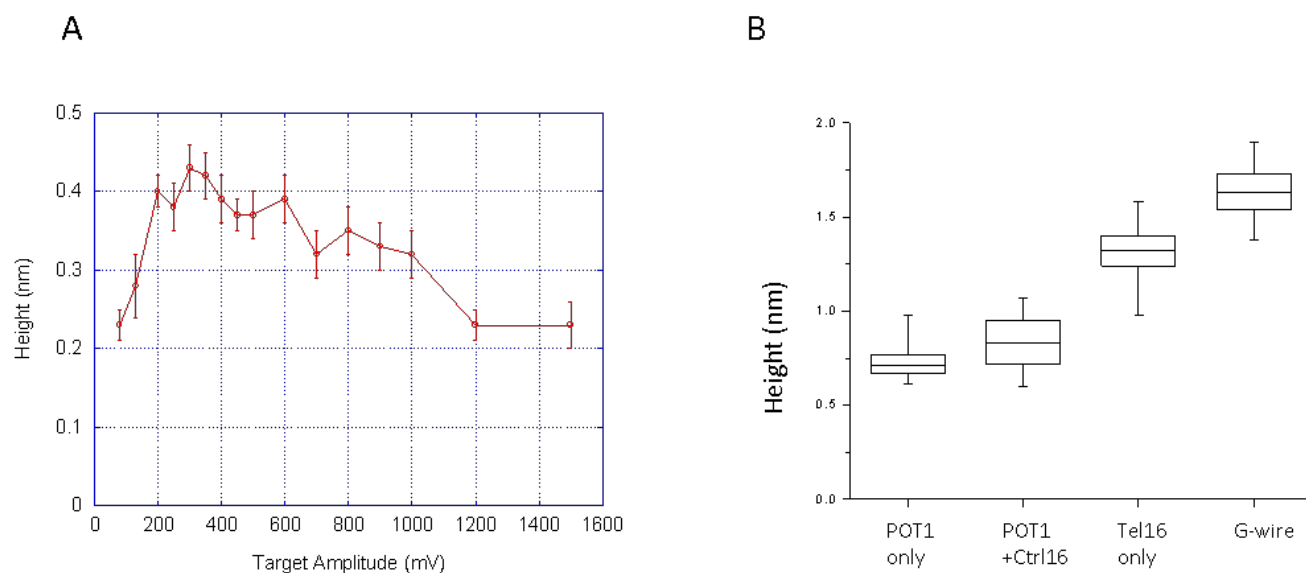 A
B
0.5
0.4
0.3
0.2
0.1
0
Height (nm)
0 200 400 600 800 1000 1200 1400 1600
Target Amplitude (mV)
2.0
1.5
1.0
0.5
0.0
Height (nm)
POT1 only
POT1 +Ctrl16
Tel16 only
G-wire